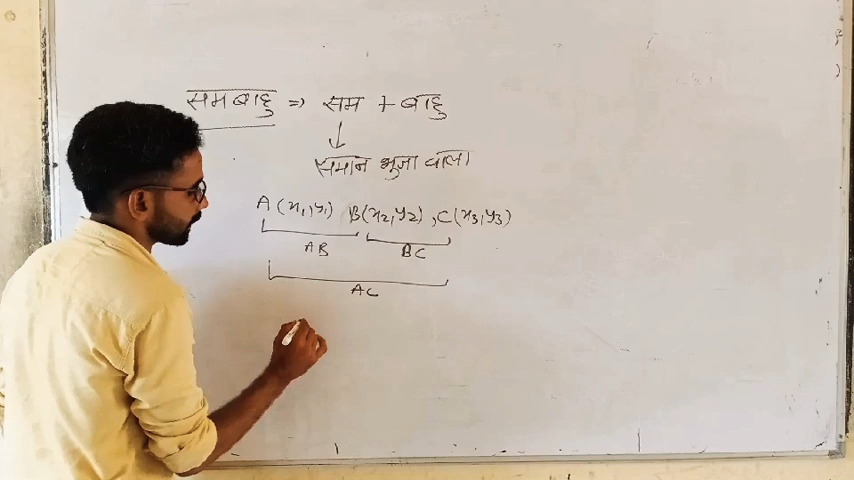 समबाहु => सम + बाहु
↓
समान भुजा वाला
A(x1,y1) B(x2,y2), C(x3,y3)
AB BC
AC